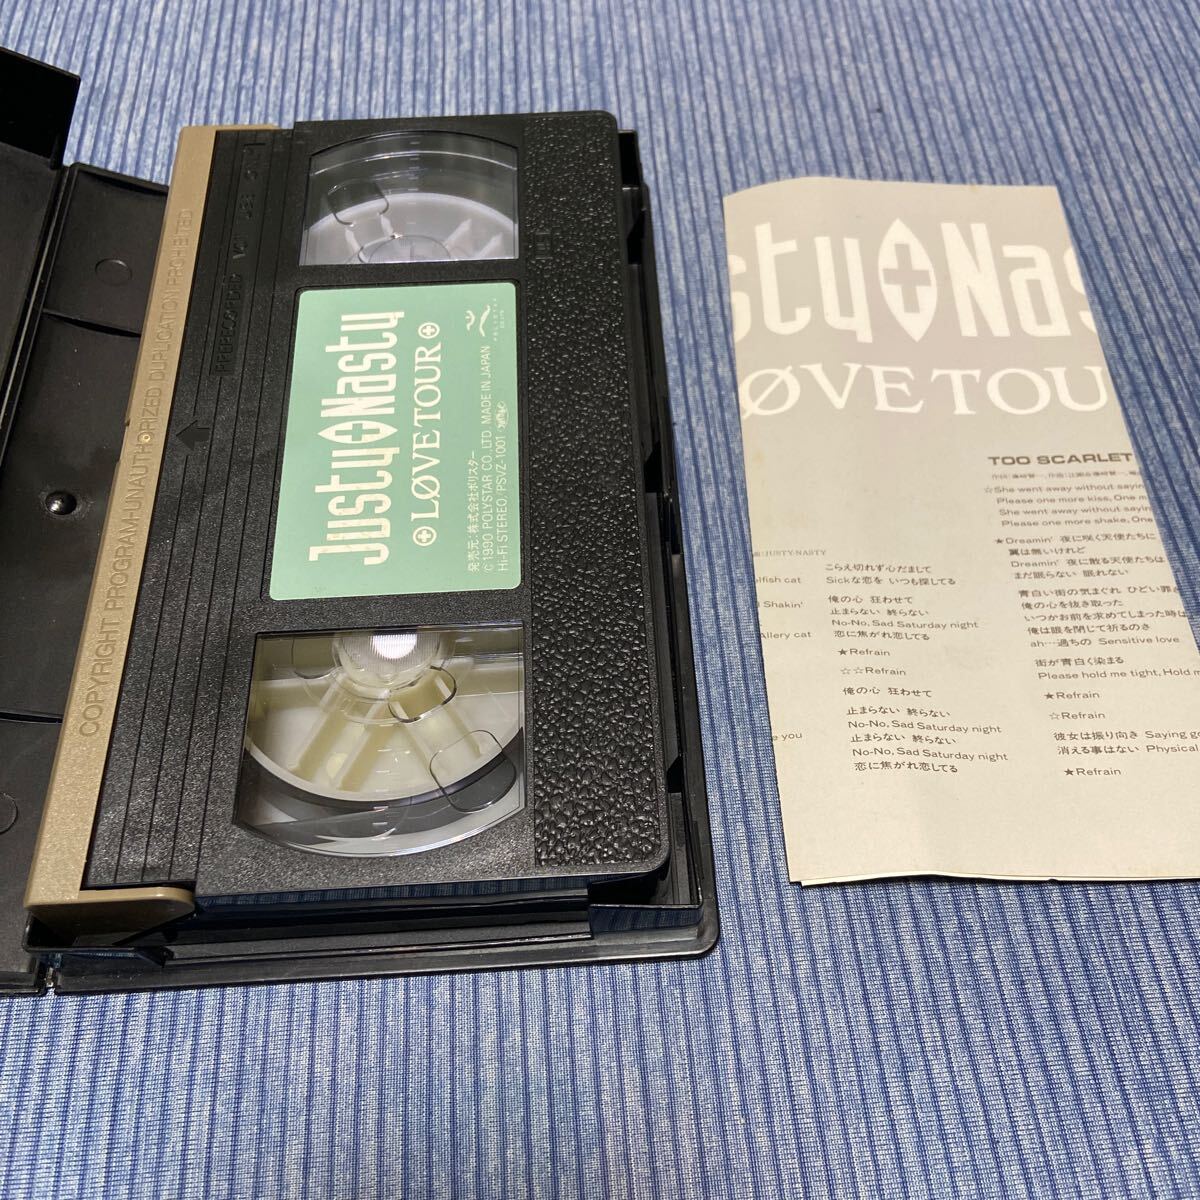 COPYRIGHT PROGRAM-UNAUTHORIZED DUPLICATION PROHIBITED
Justy Nasty
LØVE TOUR
発売元:株式会社ポリスター
© 1990 POLYSTAR CO., LTD. MADE IN JAPAN
Hi-Fi STEREO/PSVZ-1001
POLYSTAR
sty Nas
ØVE TOU
JUSTY-NASTY
elfish cat
Shakin'
Allery cat
you
こらえ切れず心だまして
Sickな恋を いつも探してる
俺の心 狂わせて
止まらない 終らない
No-No, Sad Saturday night
恋に焦がれ恋してる
★Refrain
☆☆Refrain
俺の心 狂わせて
止まらない 終らない
No-No, Sad Saturday night
止まらない 終らない
No-No, Sad Saturday night
恋に焦がれ恋してる
TOO SCARLET
☆She went away without sayin
Please one more kiss, One m
She went away without sayin
Please one more shake, One
★Dreamin' 夜に咲く天使たちに
翼は無いけれど
Dreamin' 夜に散る天使たちは
まだ眠らない 眠れない
青白い街の気まぐれ ひどい罪と
俺の心を抜き取った
いつかお前を求めてしまった時は
俺は眼を閉じて祈るのさ
ah…過ちの Sensitive love
街が青白く染まる
Please hold me tight, Hold m
★Refrain
☆Refrain
彼女は振り向き Saying go
消える事はない Physical
★Refrain